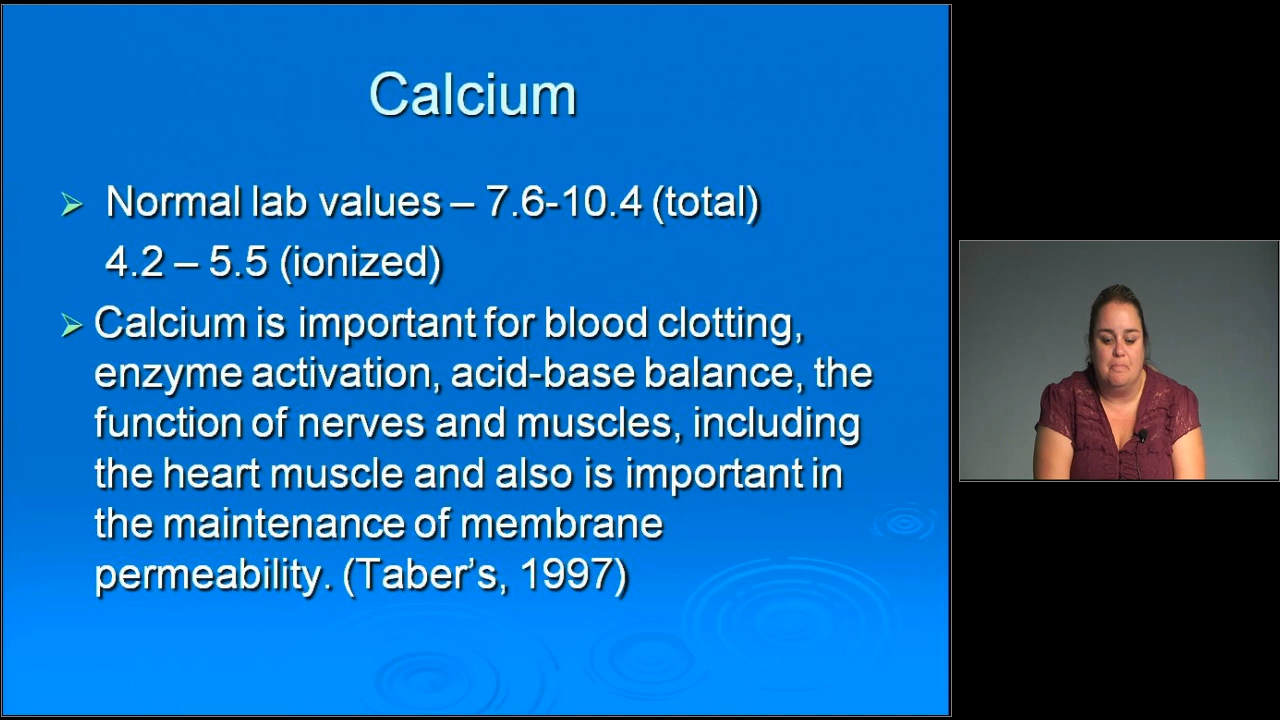 Calcium
Normal lab values – 7.6-10.4 (total)
4.2 – 5.5 (ionized)
Calcium is important for blood clotting,
enzyme activation, acid-base balance, the
function of nerves and muscles, including
the heart muscle and also is important in
the maintenance of membrane
permeability. (Taber's, 1997)